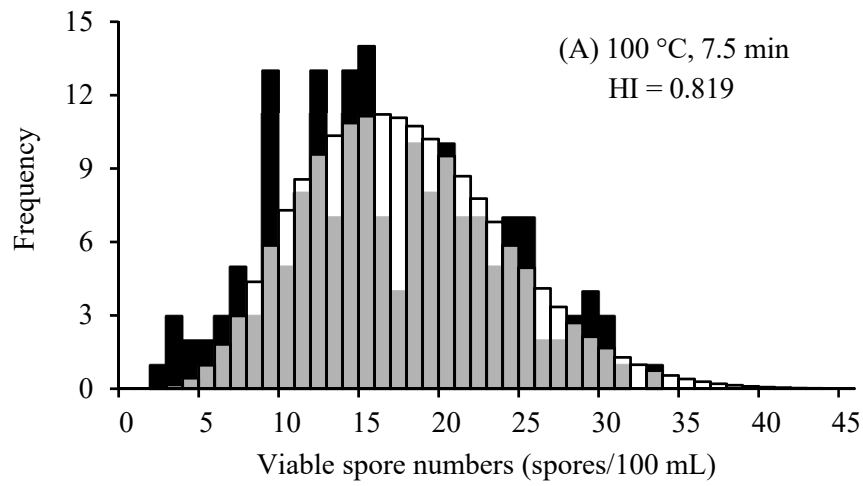 15
12
9
6
3
0
Frequency
(A) 100 °C, 7.5 min
HI = 0.819
0 5 10 15 20 25 30 35 40 45
Viable spore numbers (spores/100 mL)